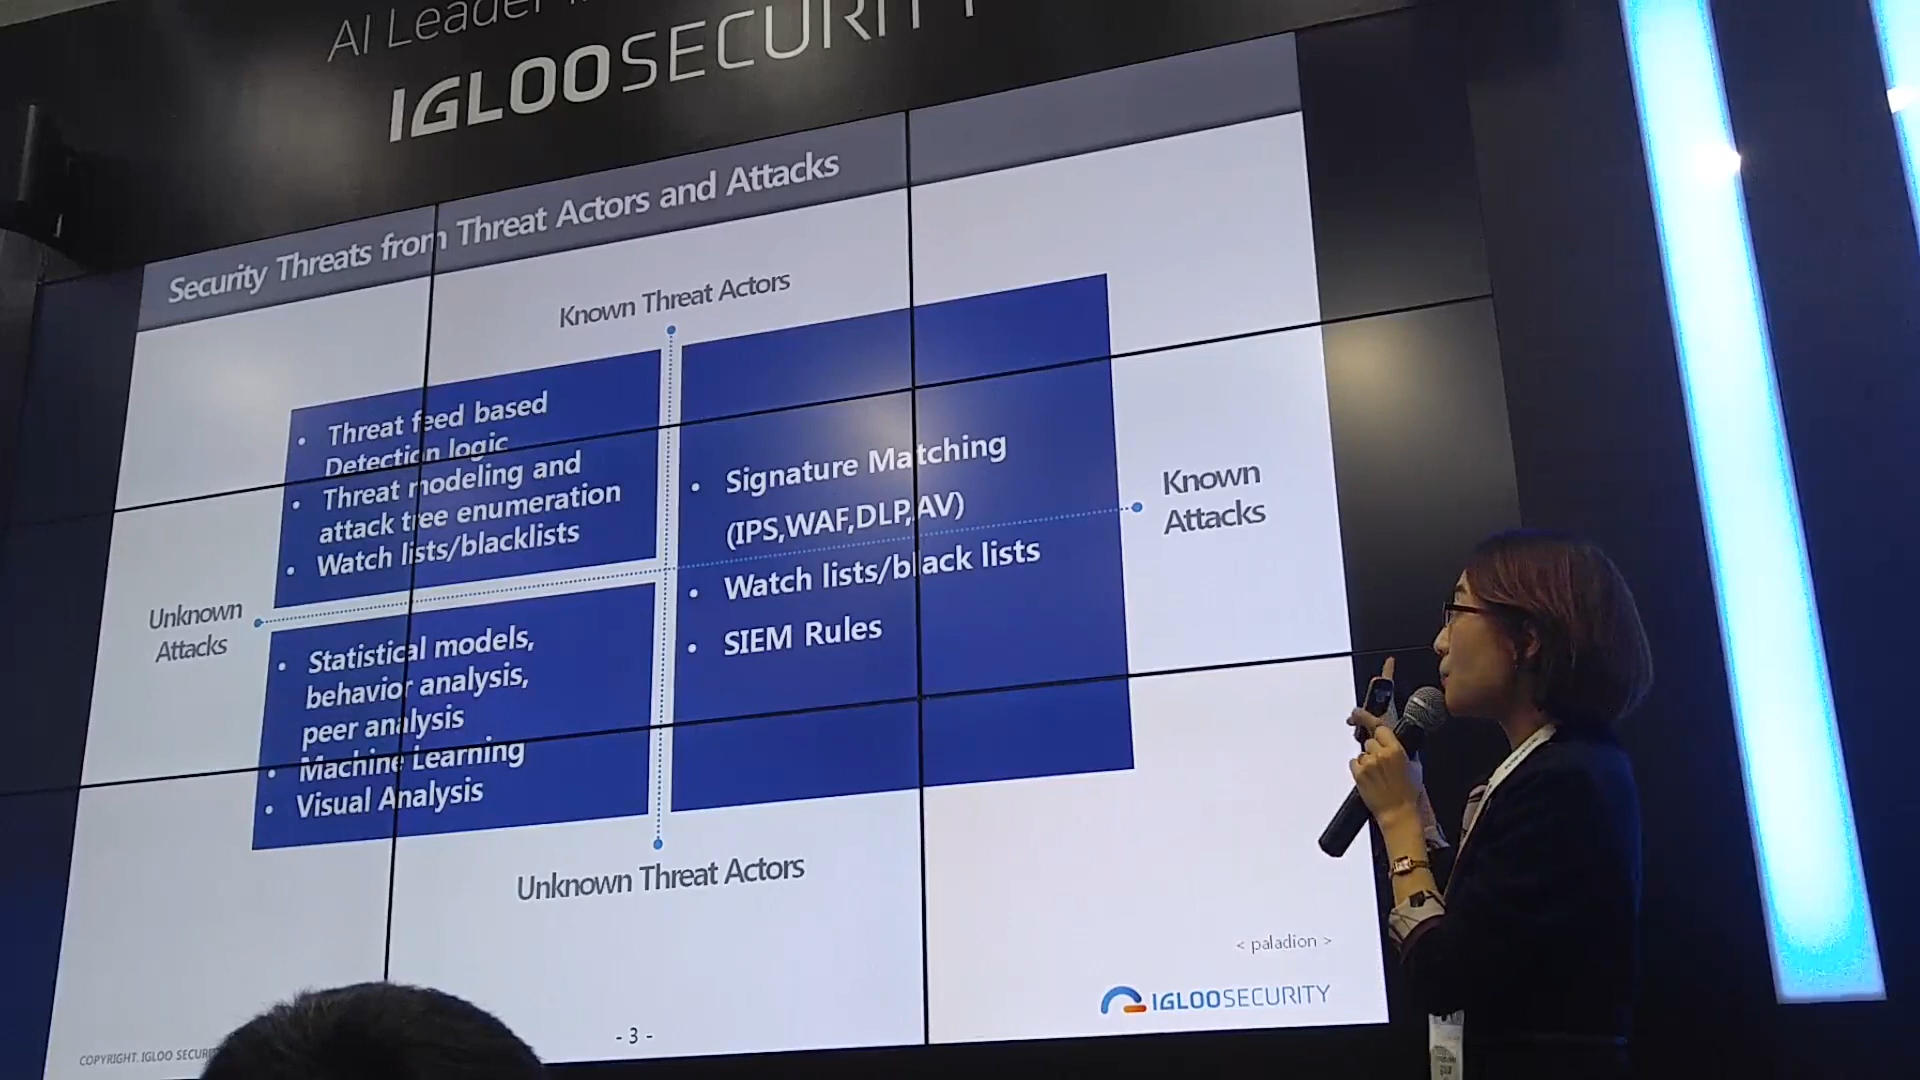 AI Leader
IGLOOSECURITY
Security Threats from Threat Actors and Attacks
Known Threat Actors
• Threat feed based
Detection logic
• Threat modeling and
attack tree enumeration
• Watch lists/blacklists
• Signature Matching
(IPS,WAF,DLP,AV)
• Watch lists/black lists
• SIEM Rules
Known
Attacks
Unknown
Attacks
• Statistical models,
behavior analysis,
peer analysis
• Machine Learning
• Visual Analysis
Unknown Threat Actors
< paladion >
IGLOOSECURITY
- 3 -
COPYRIGHT. IGLOO